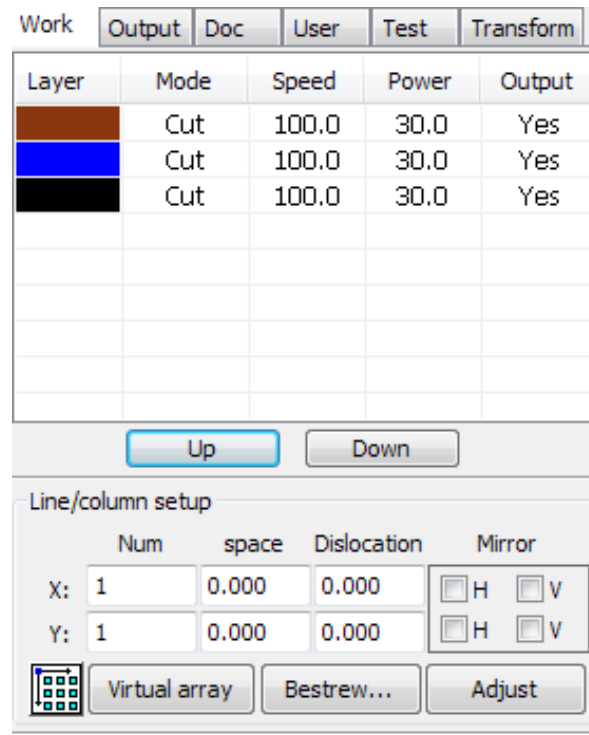 Work Output Doc User Test Transform
Layer Mode Speed Power Output
Cut 100.0 30.0 Yes
Cut 100.0 30.0 Yes
Cut 100.0 30.0 Yes
Up Down
Line/column setup
Num space Dislocation Mirror
X: 1 0.000 0.000 H V
Y: 1 0.000 0.000 H V
Virtual array Bestrew... Adjust